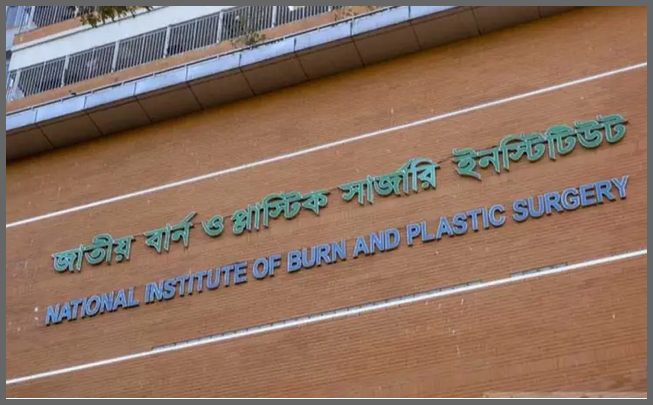 জাতীয় বার্ন ও প্লাস্টিক সার্জারি ইনস্টিটিউট
NATIONAL INSTITUTE OF BURN AND PLASTIC SURGERY